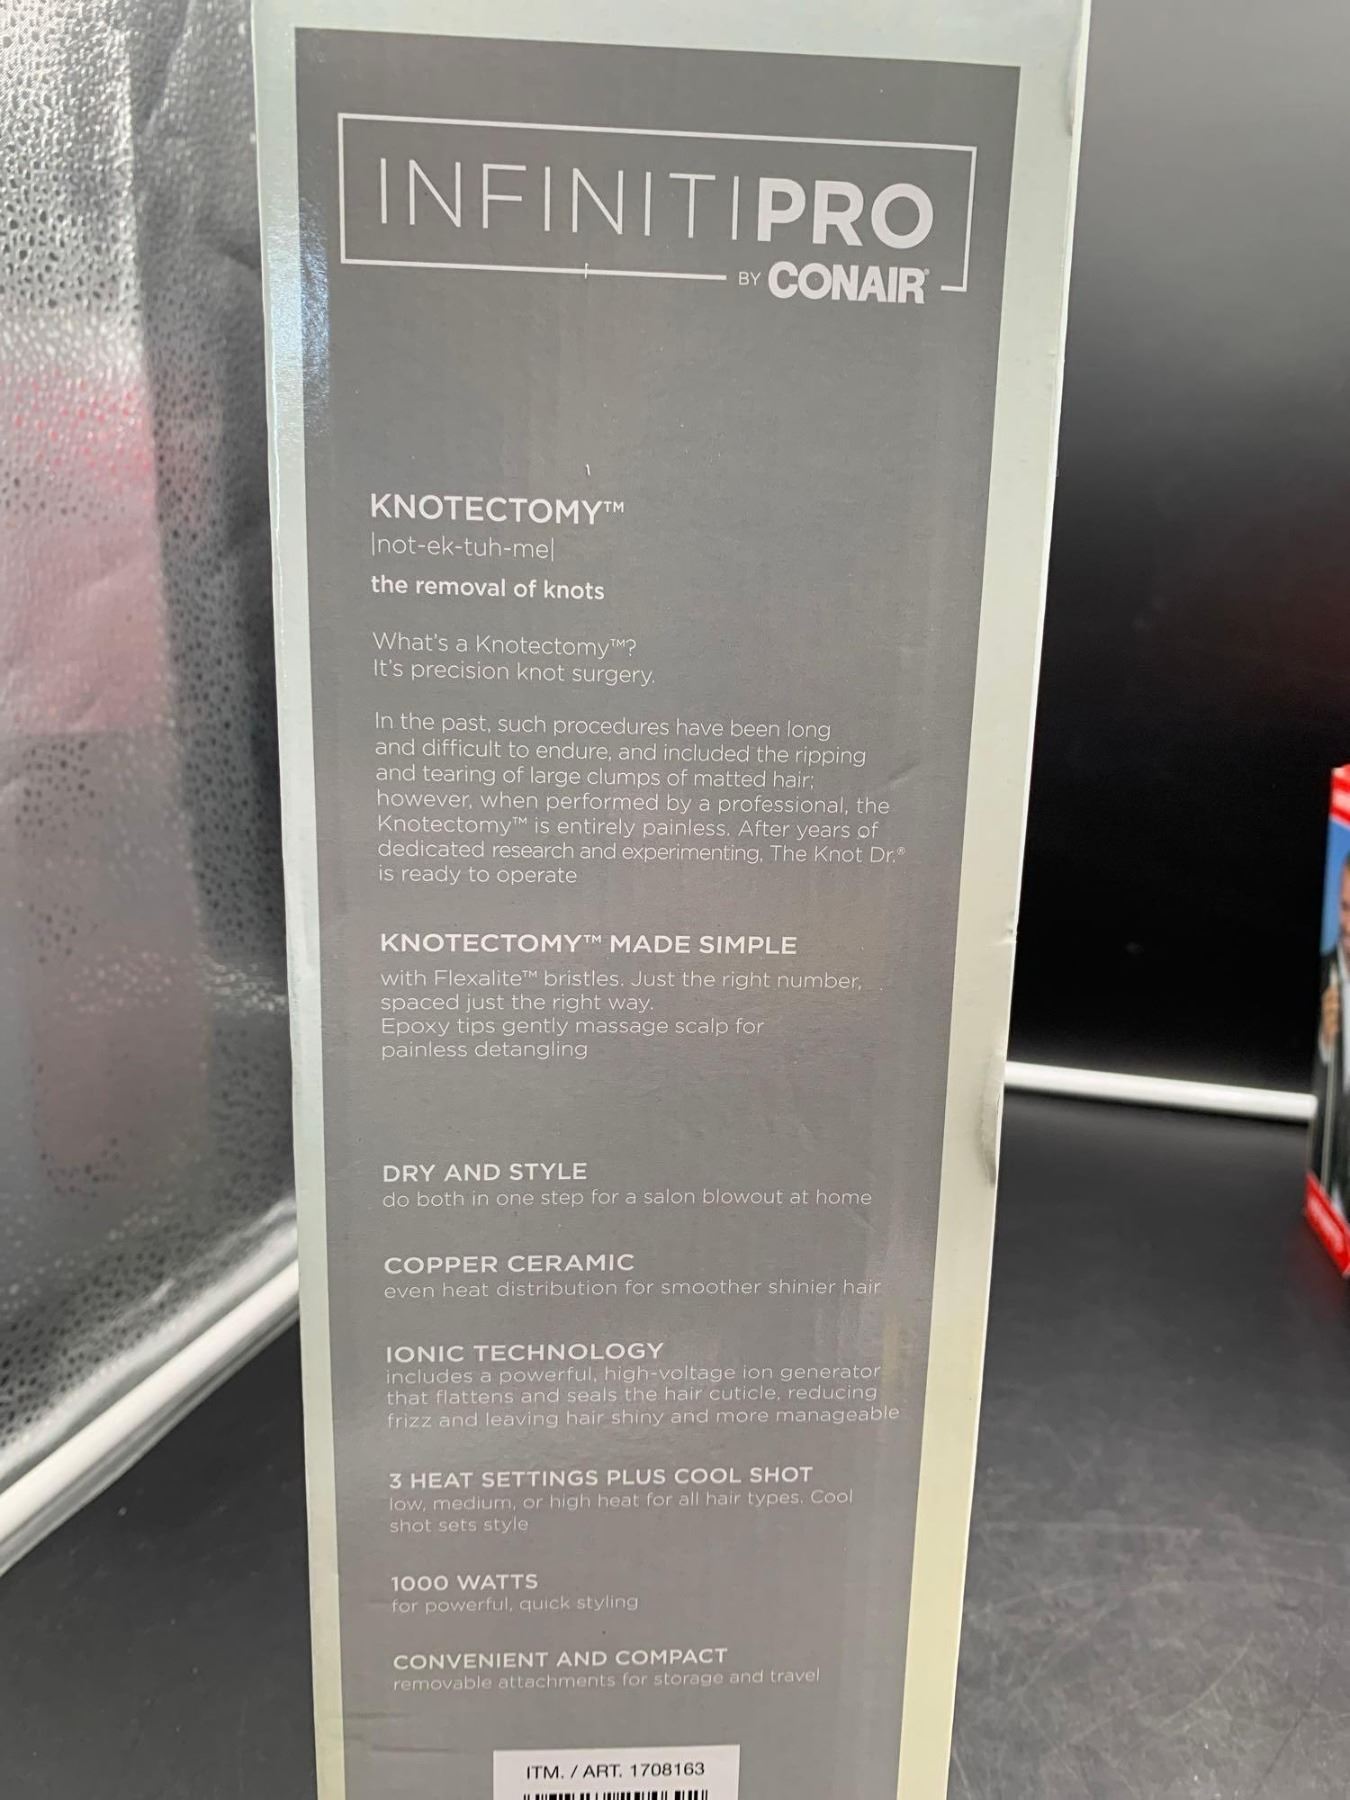 INFINITIPRO
BY CONAIR®
KNOTECTOMY™
|not-ek-tuh-me|
the removal of knots
What's a Knotectomy™?
It's precision knot surgery.
In the past, such procedures have been long
and difficult to endure, and included the ripping
and tearing of large clumps of matted hair;
however, when performed by a professional, the
Knotectomy™ is entirely painless. After years of
dedicated research and experimenting, The Knot Dr.®
is ready to operate
KNOTECTOMY™ MADE SIMPLE
with Flexalite™ bristles. Just the right number,
spaced just the right way.
Epoxy tips gently massage scalp for
painless detangling
DRY AND STYLE
do both in one step for a salon blowout at home
COPPER CERAMIC
even heat distribution for smoother shinier hair
IONIC TECHNOLOGY
includes a powerful, high-voltage ion generator
that flattens and seals the hair cuticle, reducing
frizz and leaving hair shiny and more manageable
3 HEAT SETTINGS PLUS COOL SHOT
low, medium, or high heat for all hair types. Cool
shot sets style
1000 WATTS
for powerful, quick styling
CONVENIENT AND COMPACT
removable attachments for storage and travel
ITM. / ART. 1708163